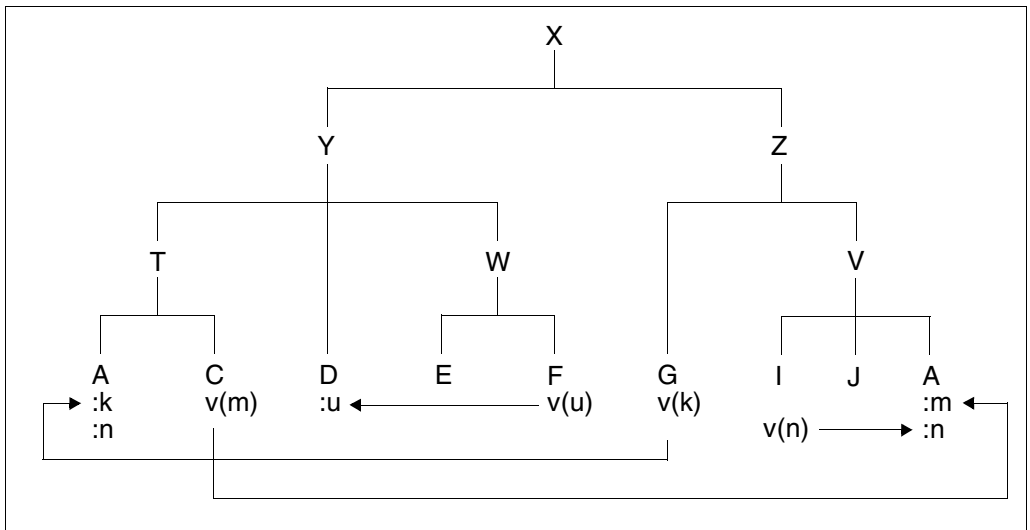 X
Y Z
T W V
A C D E F G I J A
:k v(m) :u v(u) v(k) :m
:n v(n) :n